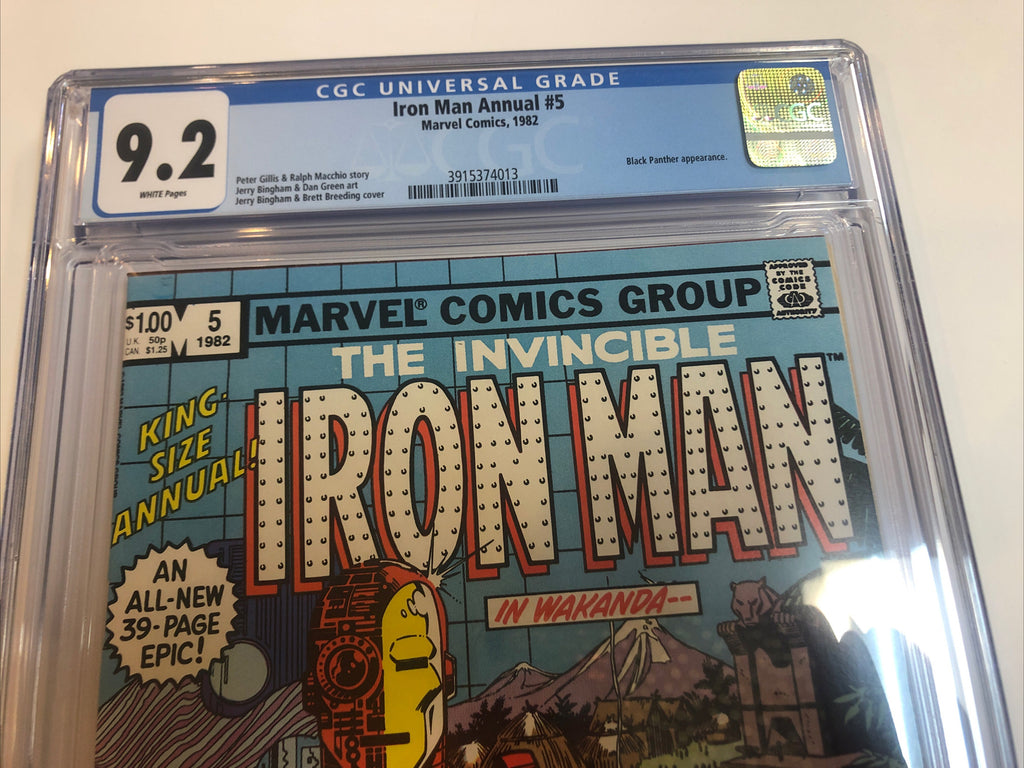 CGC UNIVERSAL GRADE
9.2
WHITE Pages
Iron Man Annual #5
Marvel Comics, 1982
Peter Gillis & Ralph Macchio story
Jerry Bingham & Dan Green art
Jerry Bingham & Brett Breeding cover
3915374013
Black Panther appearance.
CGC
CGC
$1.00
U.K. 50p
CAN. $1.25
5
1982
MARVEL® COMICS GROUP
APPROVED
BY THE
COMICS
CODE
AUTHORITY
THE INVINCIBLE
IRON MAN™
KING-
SIZE
ANNUAL!
AN
ALL-NEW
39-PAGE
EPIC!
IN WAKANDA--